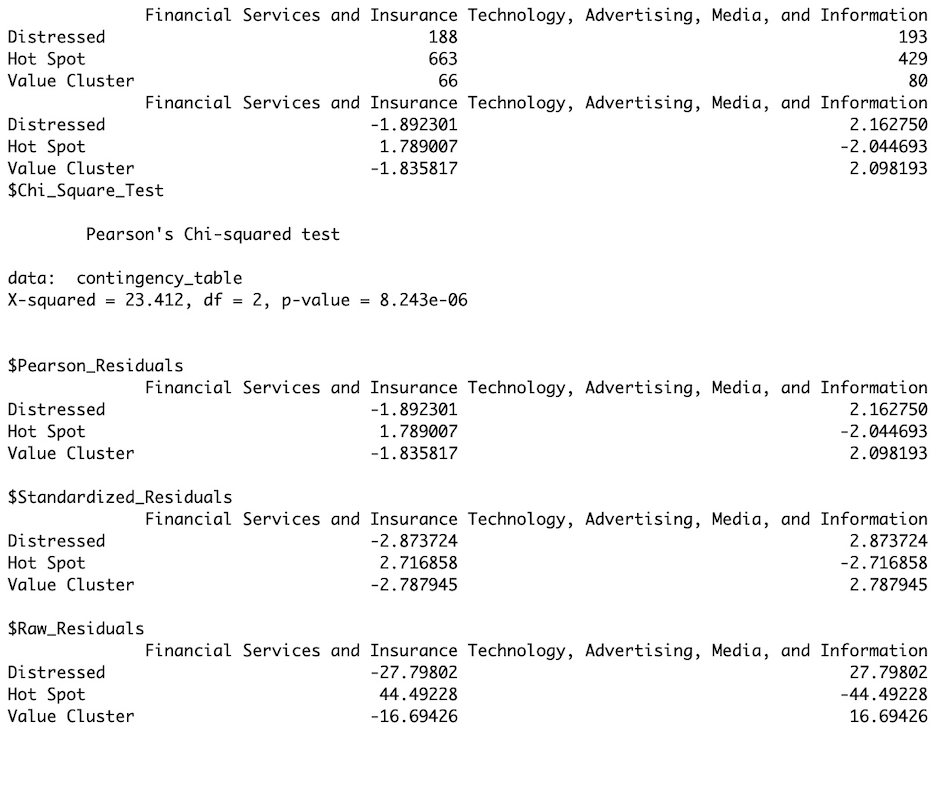 Financial Services and Insurance Technology, Advertising, Media, and Information
Distressed 188 193
Hot Spot 663 429
Value Cluster 66 80
Financial Services and Insurance Technology, Advertising, Media, and Information
Distressed -1.892301 2.162750
Hot Spot 1.789007 -2.044693
Value Cluster -1.835817 2.098193
$Chi_Square_Test
Pearson's Chi-squared test
data: contingency_table
X-squared = 23.412, df = 2, p-value = 8.243e-06
$Pearson_Residuals
Financial Services and Insurance Technology, Advertising, Media, and Information
Distressed -1.892301 2.162750
Hot Spot 1.789007 -2.044693
Value Cluster -1.835817 2.098193
$Standardized_Residuals
Financial Services and Insurance Technology, Advertising, Media, and Information
Distressed -2.873724 2.873724
Hot Spot 2.716858 -2.716858
Value Cluster -2.787945 2.787945
$Raw_Residuals
Financial Services and Insurance Technology, Advertising, Media, and Information
Distressed -27.79802 27.79802
Hot Spot 44.49228 -44.49228
Value Cluster -16.69426 16.69426